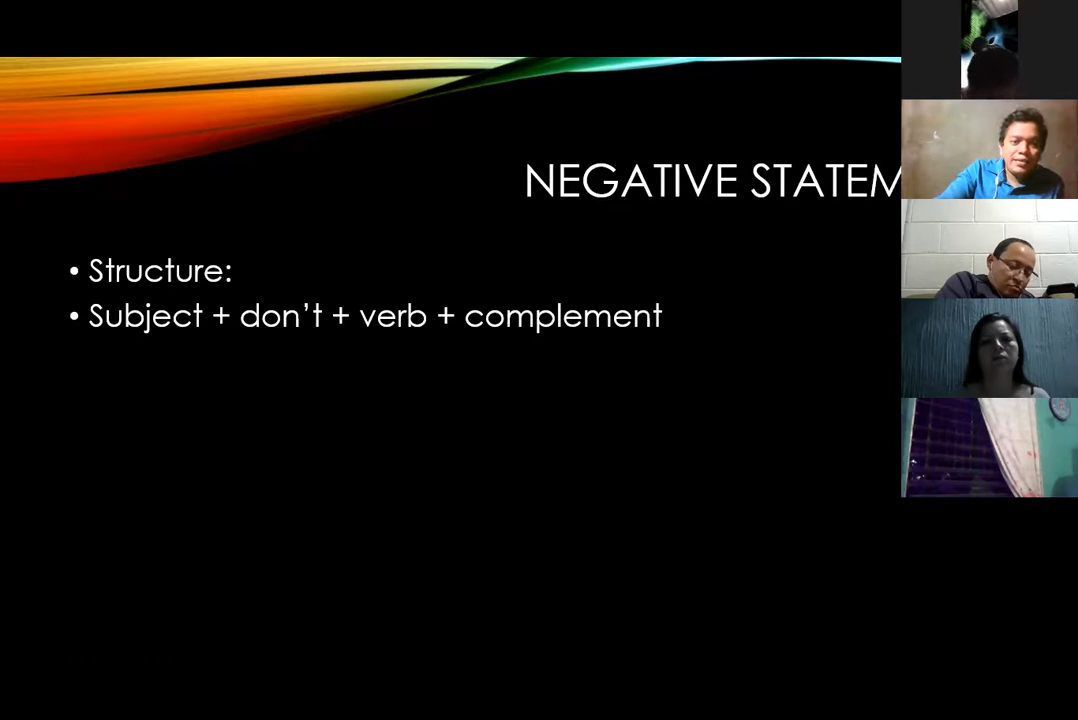 NEGATIVE STATEM
• Structure:
• Subject + don’t + verb + complement